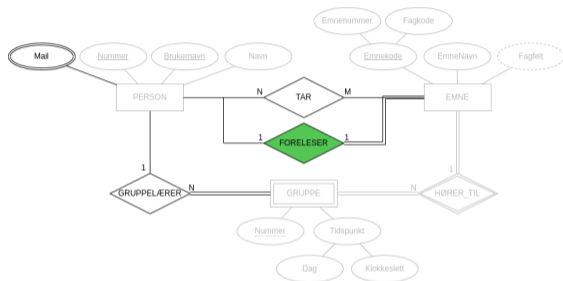 Emnenummer Fagkode
Mail Nummer Brukernavn Navn Emnekode EmneNavn Fagfelt
PERSON N TAR M EMNE
1 FORELESER 1
1 1
GRUPPELÆRER N GRUPPE N HØRER_TIL
Nummer Tidspunkt
Dag Klokkeslett